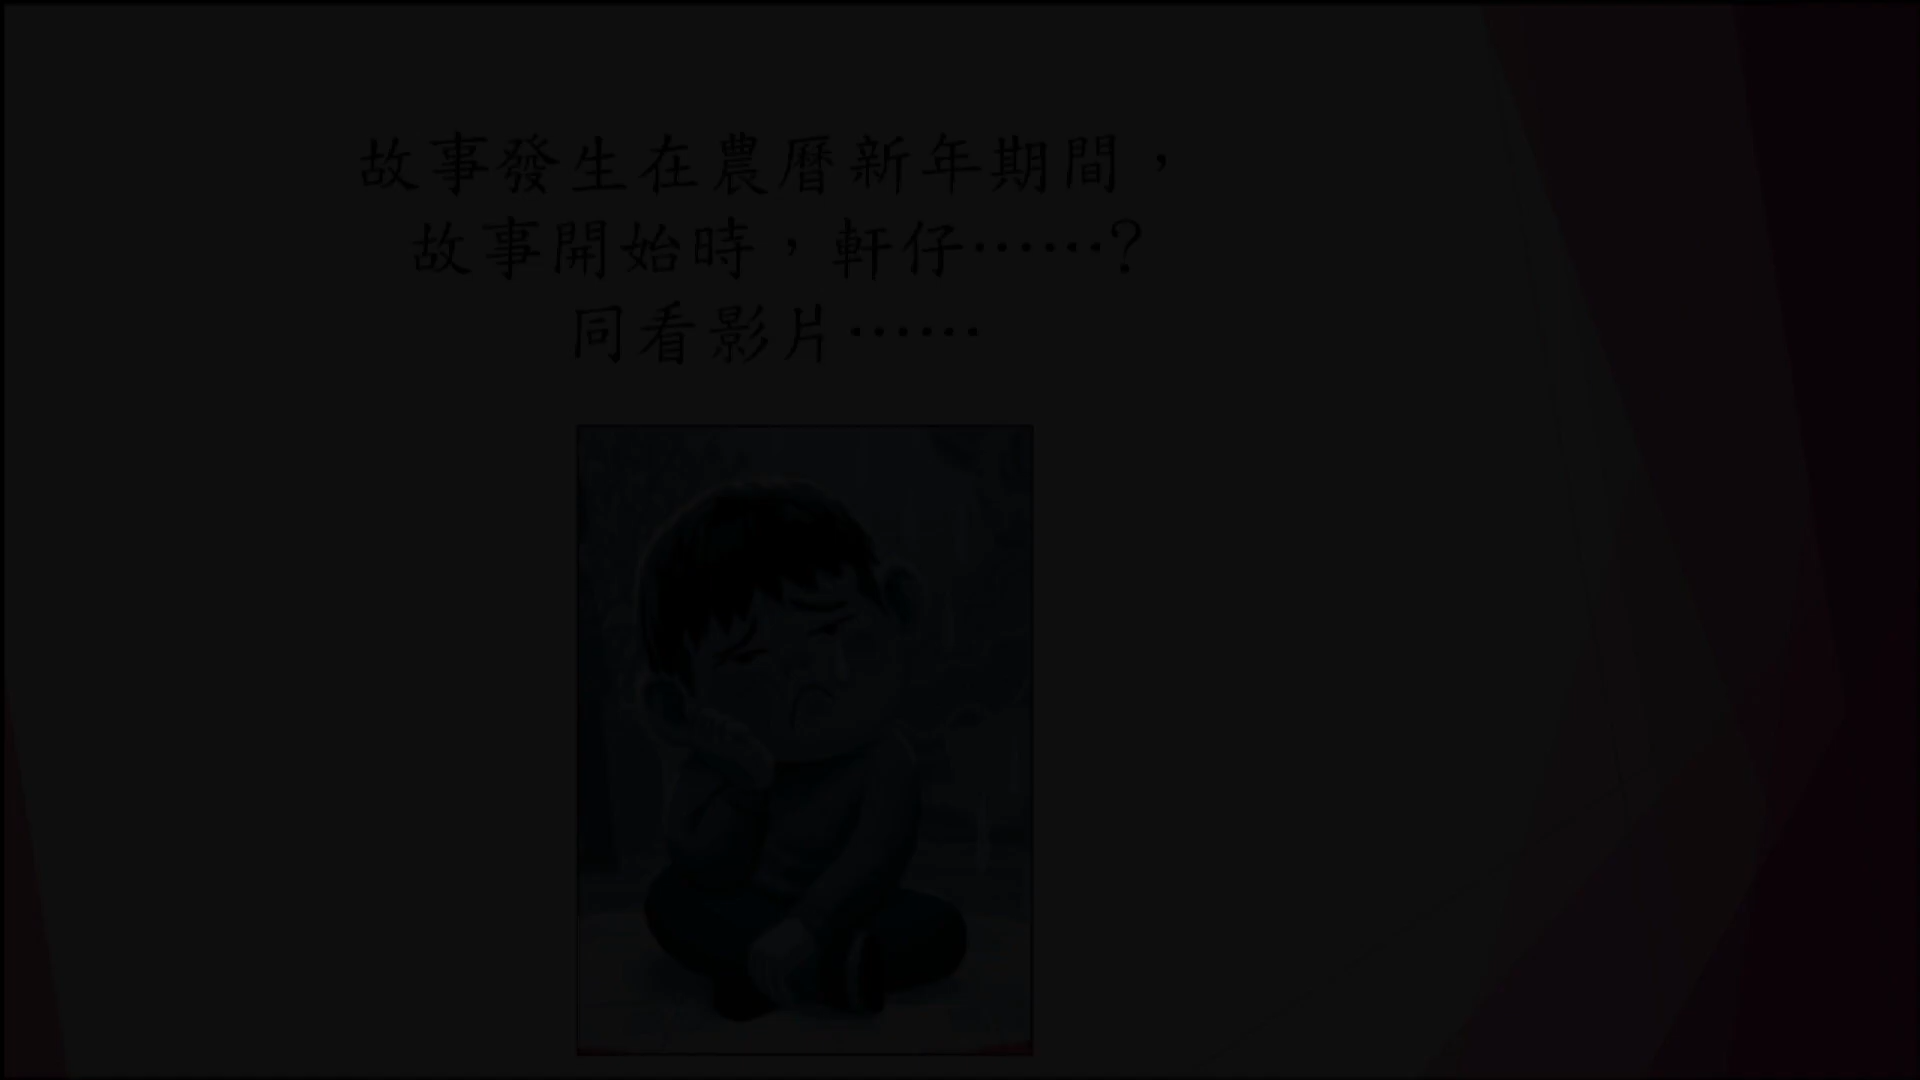 故事發生在農曆新年期間，
故事開始時，軒仔……?
同看影片……